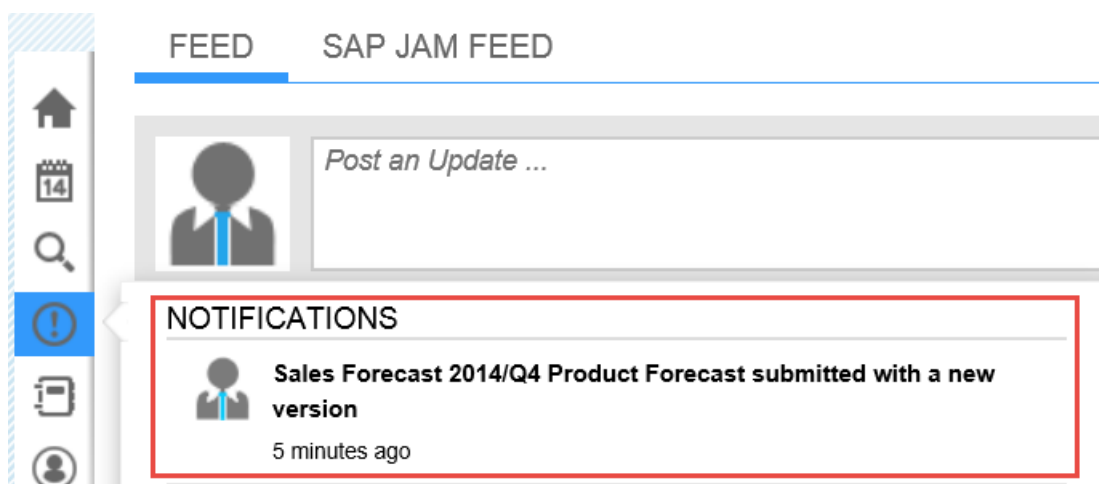 FEED SAP JAM FEED
Post an Update ...
14
NOTIFICATIONS
Sales Forecast 2014/Q4 Product Forecast submitted with a new
version
5 minutes ago